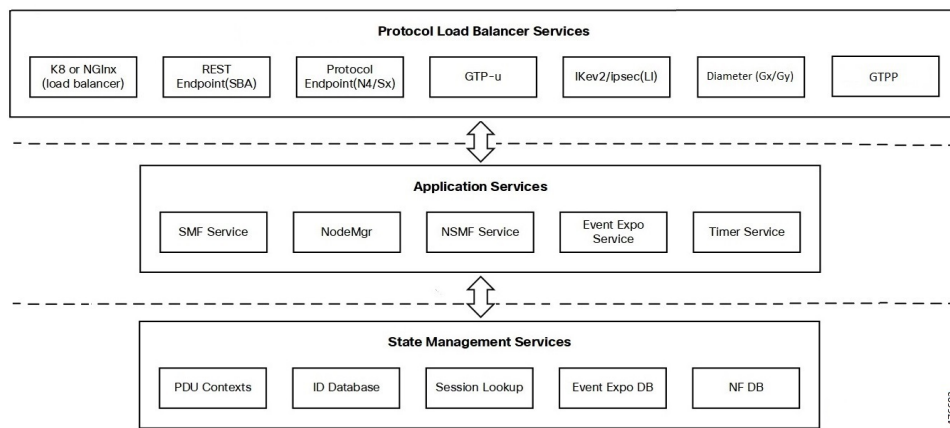 Protocol Load Balancer Services
K8 or NGInx
(load balancer)
REST
Endpoint(SBA)
Protocol
Endpoint(N4/Sx)
GTP-u
IKev2/ipsec(LI)
Diameter (Gx/Gy)
GTPP
Application Services
SMF Service
NodeMgr
NSMF Service
Event Expo
Service
Timer Service
State Management Services
PDU Contexts
ID Database
Session Lookup
Event Expo DB
NF DB